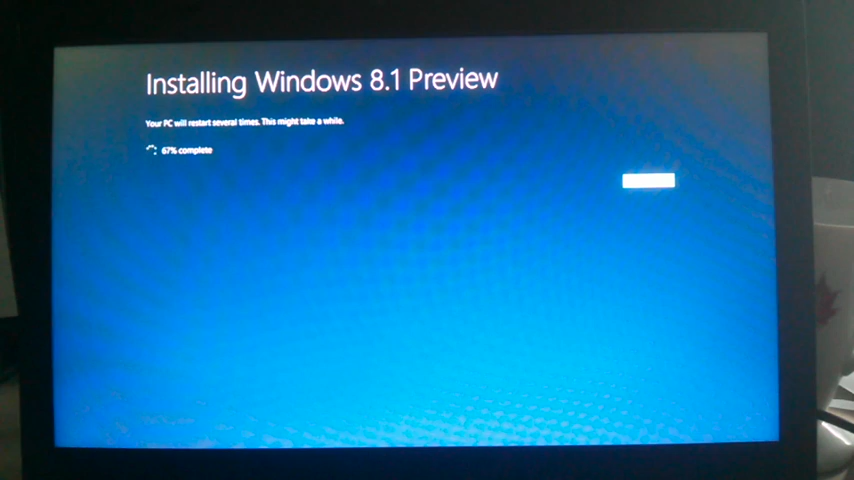 Installing Windows 8.1 Preview
Your PC will restart several times. This might take a while.
67% complete